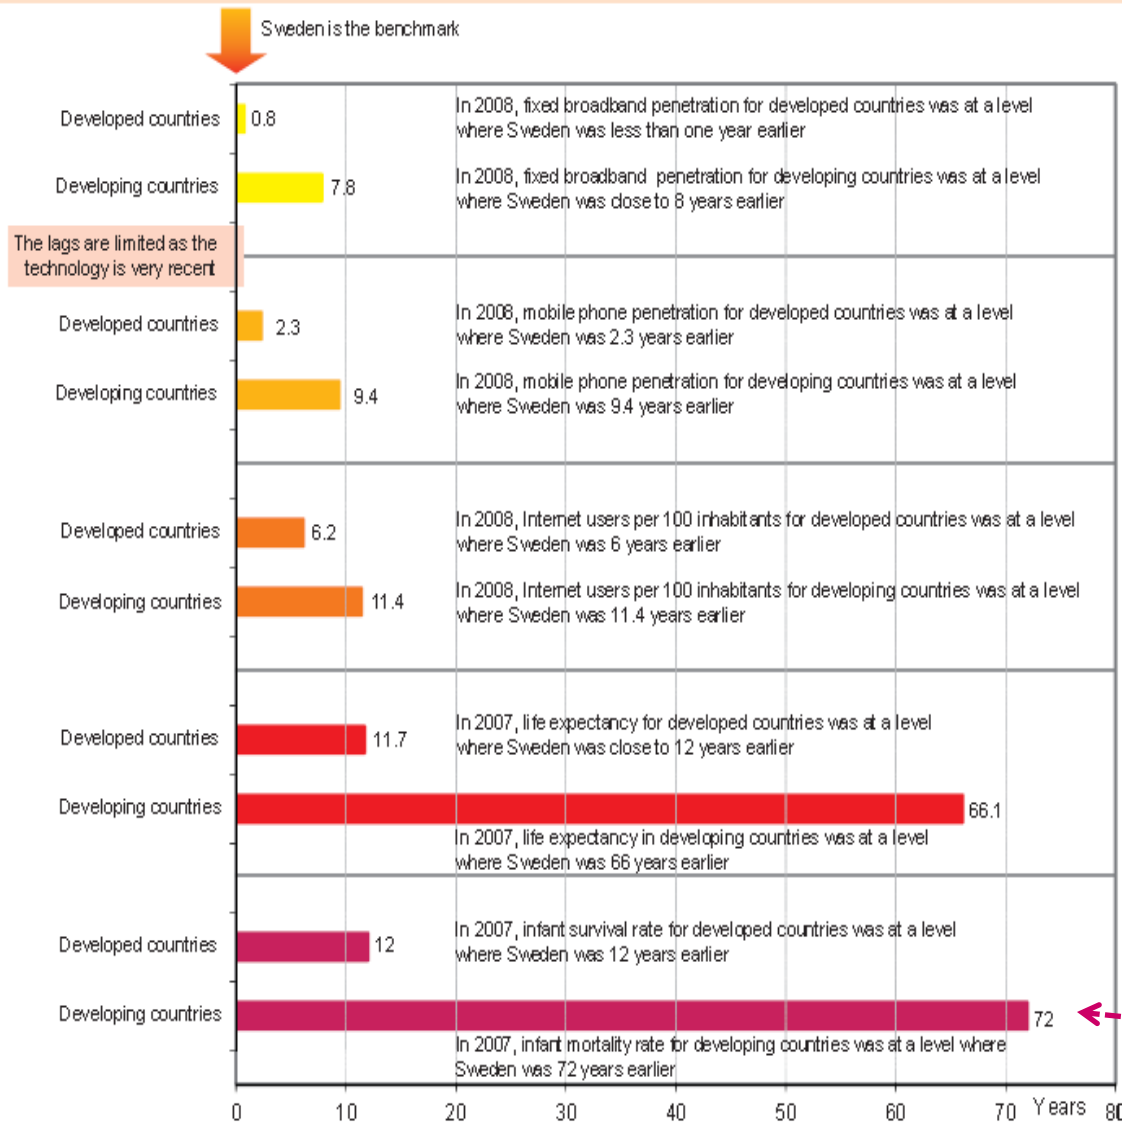 Sweden is the benchmark
Developed countries 0.8 In 2008, fixed broadband penetration for developed countries was at a level
where Sweden was less than one year earlier
Developing countries 7.8 In 2008, fixed broadband penetration for developing countries was at a level
where Sweden was close to 8 years earlier
The lags are limited as the
technology is very recent
Developed countries 2.3 In 2008, mobile phone penetration for developed countries was at a level
where Sweden was 2.3 years earlier
Developing countries 9.4 In 2008, mobile phone penetration for developing countries was at a level
where Sweden was 9.4 years earlier
Developed countries 6.2 In 2008, Internet users per 100 inhabitants for developed countries was at a level
where Sweden was 6 years earlier
Developing countries 11.4 In 2008, Internet users per 100 inhabitants for developing countries was at a level
where Sweden was 11.4 years earlier
Developed countries 11.7 In 2007, life expectancy for developed countries was at a level
where Sweden was close to 12 years earlier
Developing countries 66.1
In 2007, life expectancy in developing countries was at a level
where Sweden was 66 years earlier
Developed countries 12 In 2007, infant survival rate for developed countries was at a level
where Sweden was 12 years earlier
Developing countries 72
In 2007, infant mortality rate for developing countries was at a level where
Sweden was 72 years earlier
0 10 20 30 40 50 60 70 Years 80